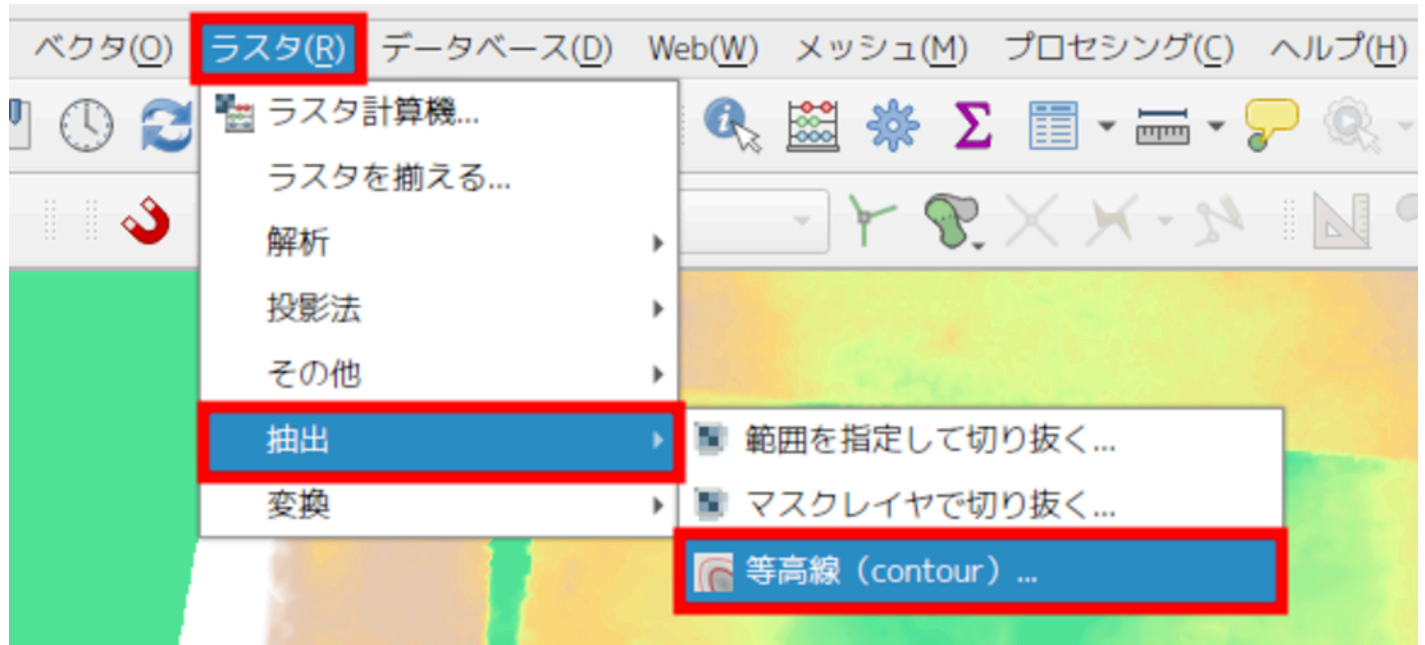 ベクタ(O) ラスタ(R) データベース(D) Web(W) メッシュ(M) プロセシング(C) ヘルプ(H)
ラスタ計算機...
ラスタを揃える...
解析
投影法
その他
抽出
変換
範囲を指定して切り抜く...
マスクレイヤで切り抜く...
等高線（contour）...